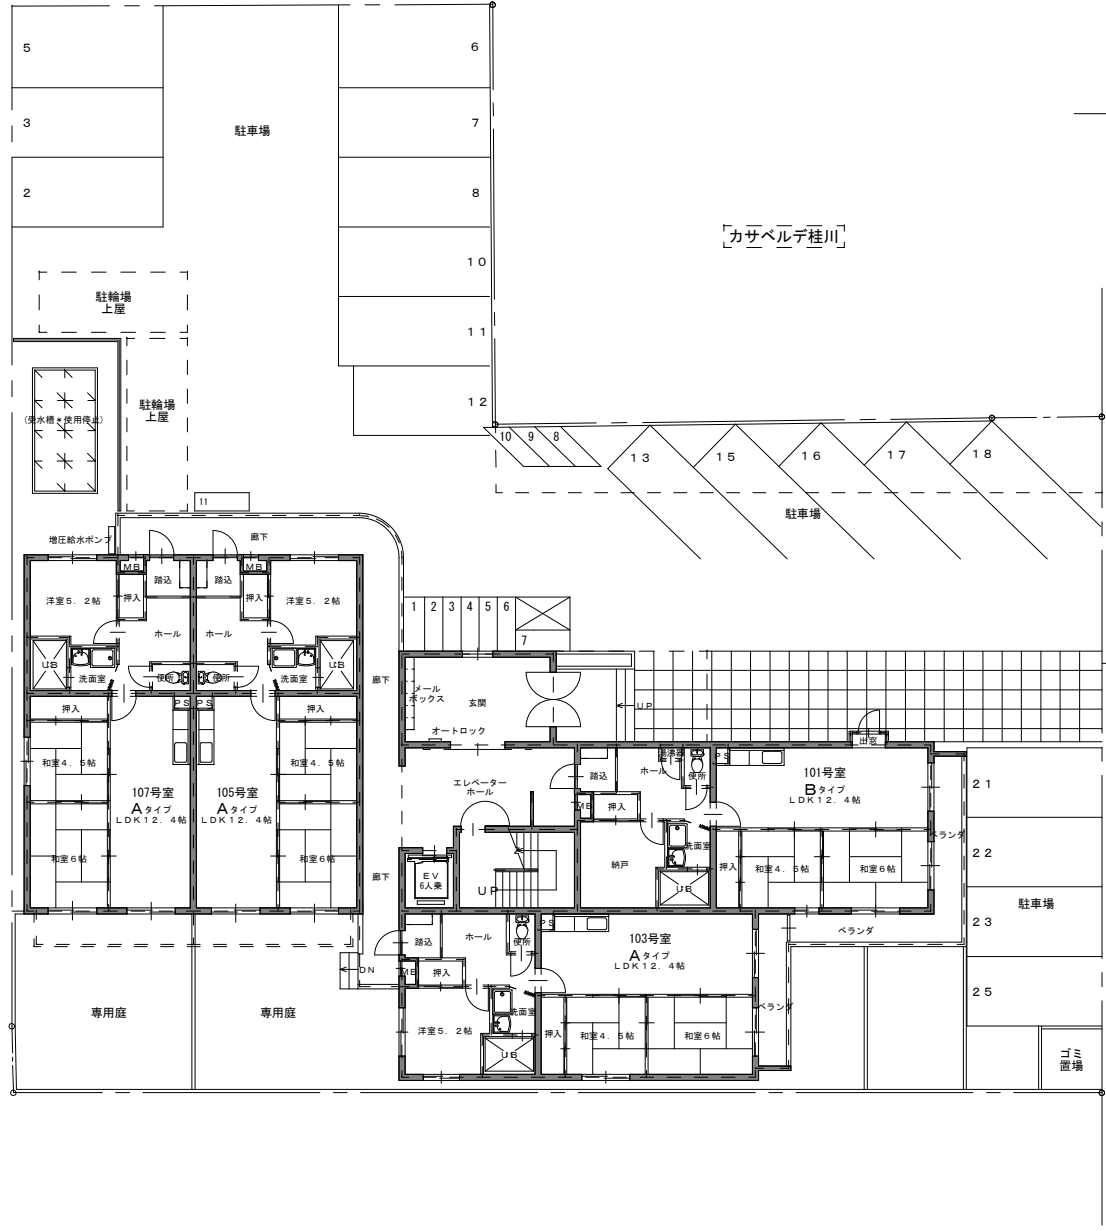 5
3
2
駐車場
6
7
8
10
11
12
カサベルデ桂川
駐輪場
上屋
駐輪場
上屋
(受水槽＊使用停止)
11
増圧給水ポンプ
廊下
10
9
8
13
15
16
17
18
駐車場
MB
踏込
踏込
MB
洋室5．2帖
押入
押入
洋室5．2帖
ホール
ホール
UB
洗面室
便所
便所
洗面室
UB
廊下
押入
PS
PS
押入
和室4．5帖
和室4．5帖
107号室
Aタイプ
LDK12．4帖
105号室
Aタイプ
LDK12．4帖
和室6帖
和室6帖
廊下
専用庭
専用庭
1
2
3
4
5
6
7
メール
ボックス
玄関
オートロック
UP
エレベーター
ホール
EV
6人乗
UP
DN
踏込
ホール
湯沸器
便所
PS
MB
押入
納戸
洗面室
UB
出窓
101号室
Bタイプ
LDK12．4帖
押入
和室4．5帖
和室6帖
ベランダ
ベランダ
踏込
ホール
便所
PS
MB
押入
洋室5．2帖
洗面室
UB
103号室
Aタイプ
LDK12．4帖
押入
和室4．5帖
和室6帖
ベランダ
21
22
23
25
駐車場
ゴミ
置場